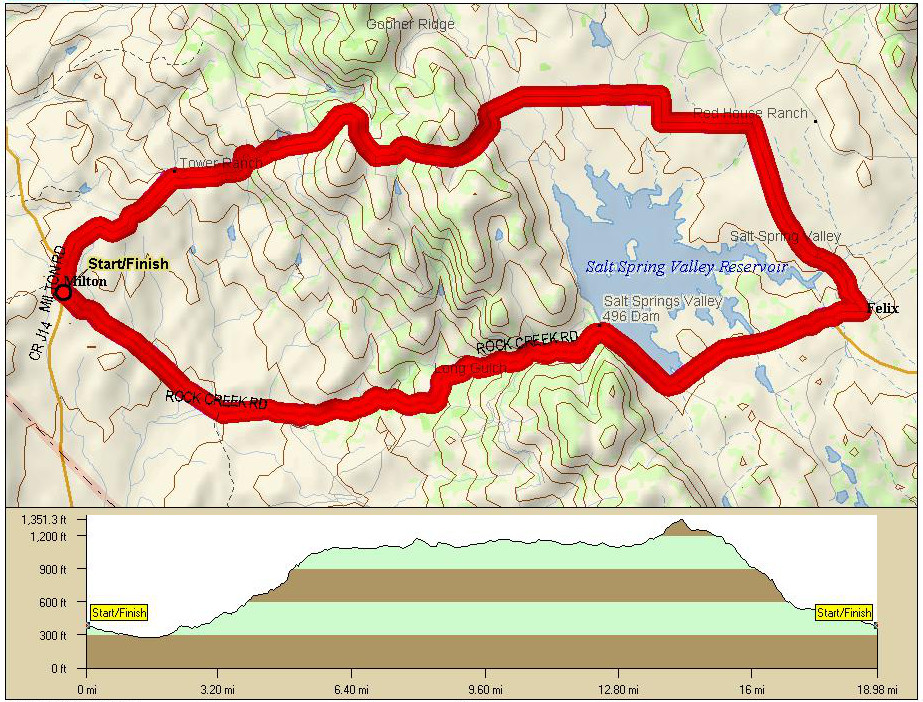 Gopher Ridge
Red House Ranch
Tower Ranch
Salt Spring Valley
CR J14 MILTON RD
Start/Finish
Milton
Salt Spring Valley Reservoir
Salt Springs Valley
496 Dam
Felix
ROCK CREEK RD
Long Gulch
ROCK CREEK RD
1,351.3 ft
1,200 ft
900 ft
600 ft
300 ft
0 ft
Start/Finish
Start/Finish
0 mi
3.20 mi
6.40 mi
9.60 mi
12.80 mi
16 mi
18.98 mi